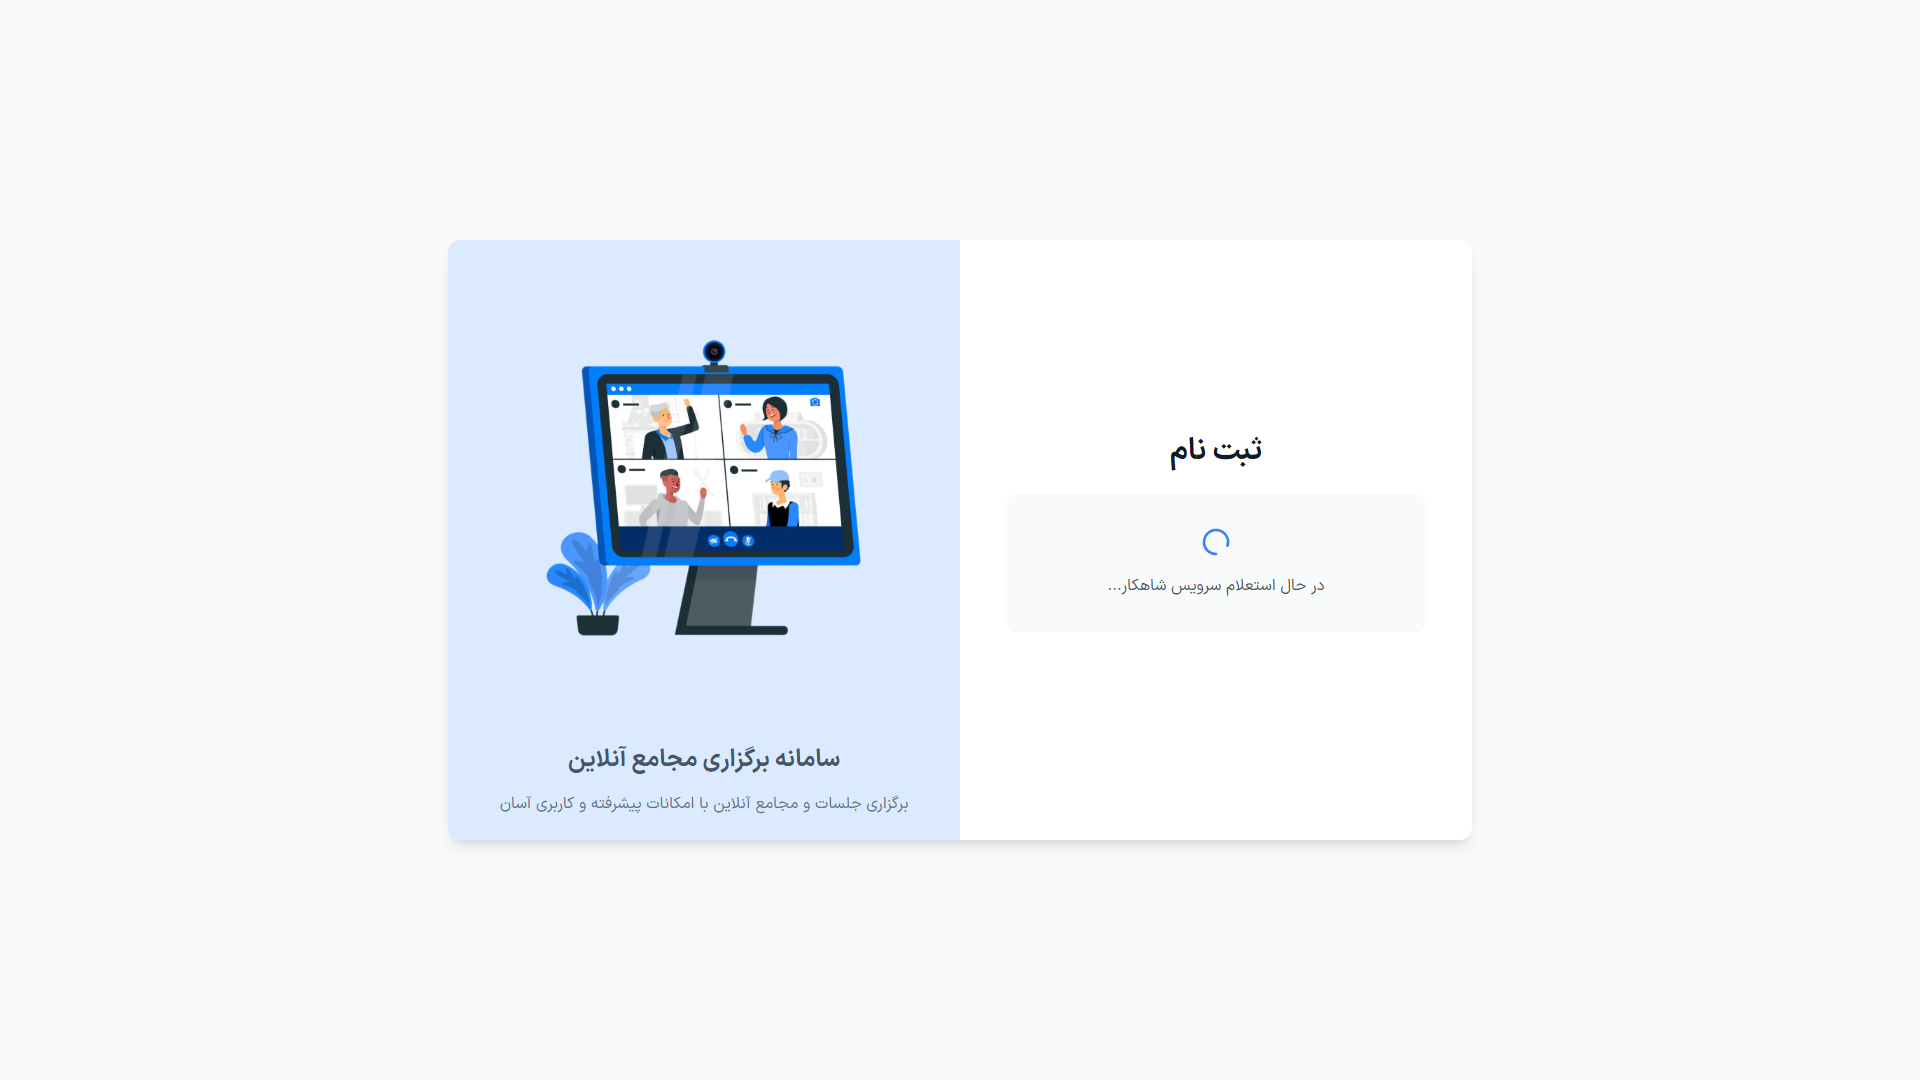 ثبت نام
در حال استعلام سرویس شاهکار...
سامانه برگزاری مجامع آنلاین
برگزاری جلسات و مجامع آنلاین با امکانات پیشرفته و کاربری آسان